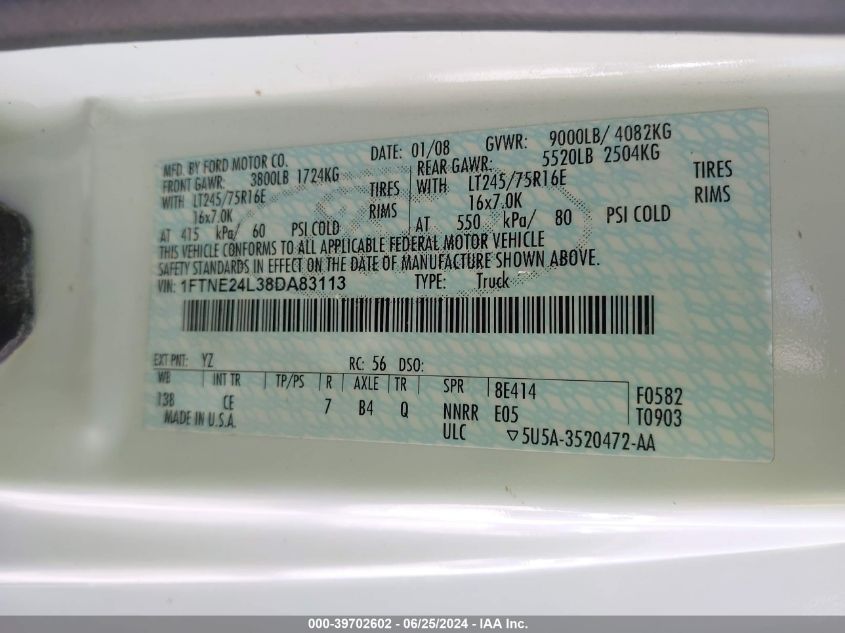 MFD. BY FORD MOTOR CO.
DATE: 01/08 GVWR: 9000LB/ 4082KG
FRONT GAWR: 3800LB 1724KG
REAR GAWR: 5520LB 2504KG
WITH LT245/75R16E TIRES
WITH LT245/75R16E TIRES
16x7.0K RIMS
16x7.0K RIMS
AT 415 kPa/ 60 PSI COLD
AT 550 kPa/ 80 PSI COLD
THIS VEHICLE CONFORMS TO ALL APPLICABLE FEDERAL MOTOR VEHICLE
SAFETY STANDARDS IN EFFECT ON THE DATE OF MANUFACTURE SHOWN ABOVE.
VIN: 1FTNE24L38DA83113 TYPE: Truck
EXT PNT: YZ RC: 56 DSO:
WB INT TR TP/PS R AXLE TR SPR 8E414 F0582
138 CE 7 B4 Q NNRR E05 T0903
MADE IN U.S.A. ULC ▽5U5A-3520472-AA
000-39702602 - 06/25/2024 - IAA Inc.